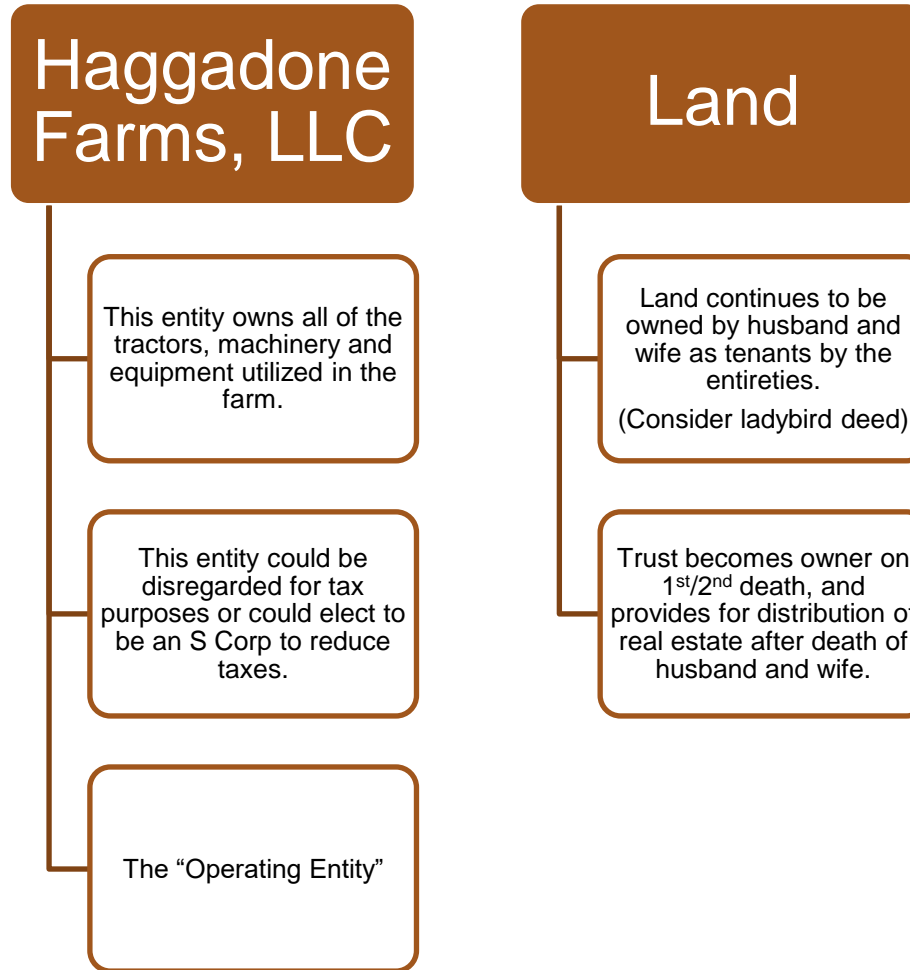 Haggadone
Farms, LLC
This entity owns all of the
tractors, machinery and
equipment utilized in the
farm.
This entity could be
disregarded for tax
purposes or could elect to
be an S Corp to reduce
taxes.
The “Operating Entity”
Land
Land continues to be
owned by husband and
wife as tenants by the
entireties.
(Consider ladybird deed)
Trust becomes owner on
1st/2nd death, and
provides for distribution of
real estate after death of
husband and wife.